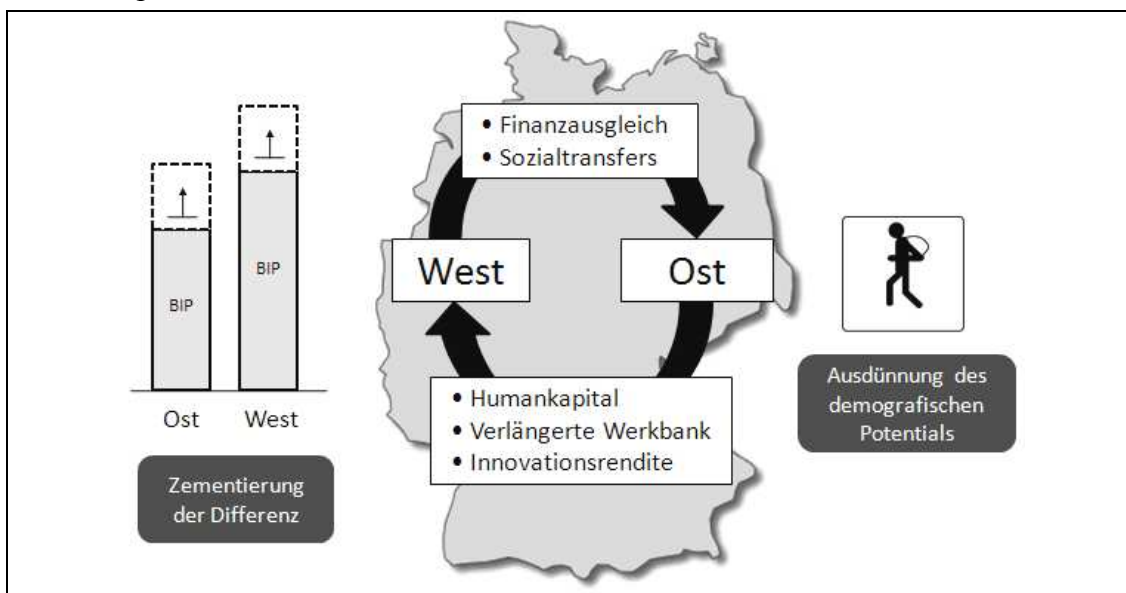 • Finanzausgleich
• Sozialtransfers
West
Ost
BIP
BIP
Ost
West
Zementierung
der Differenz
• Humankapital
• Verlängerte Werkbank
• Innovationsrendite
Ausdünnung des
demografischen
Potentials